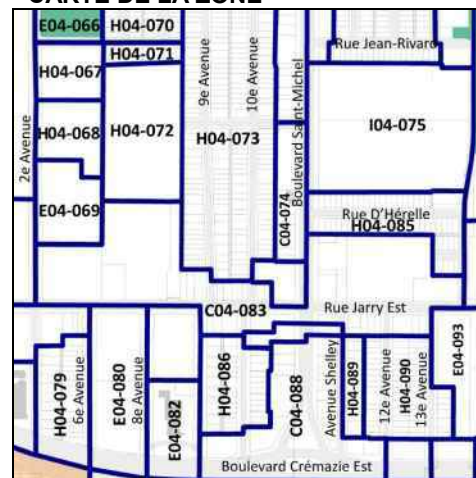 CARTE DE LA ZONE
E04-066
H04-070
Rue Jean-Rivard
H04-071
H04-067
9e Avenue
10e Avenue
Boulevard Saint-Michel
2e Avenue
H04-068
H04-072
H04-073
I04-075
E04-069
C04-074
Rue D'Hérelle
H04-085
C04-083
Rue Jarry Est
H04-079
6e Avenue
E04-080
8e Avenue
E04-082
H04-086
C04-088
Avenue Shelley
H04-089
12e Avenue
H04-090
13e Avenue
E04-093
Boulevard Crémazie Est